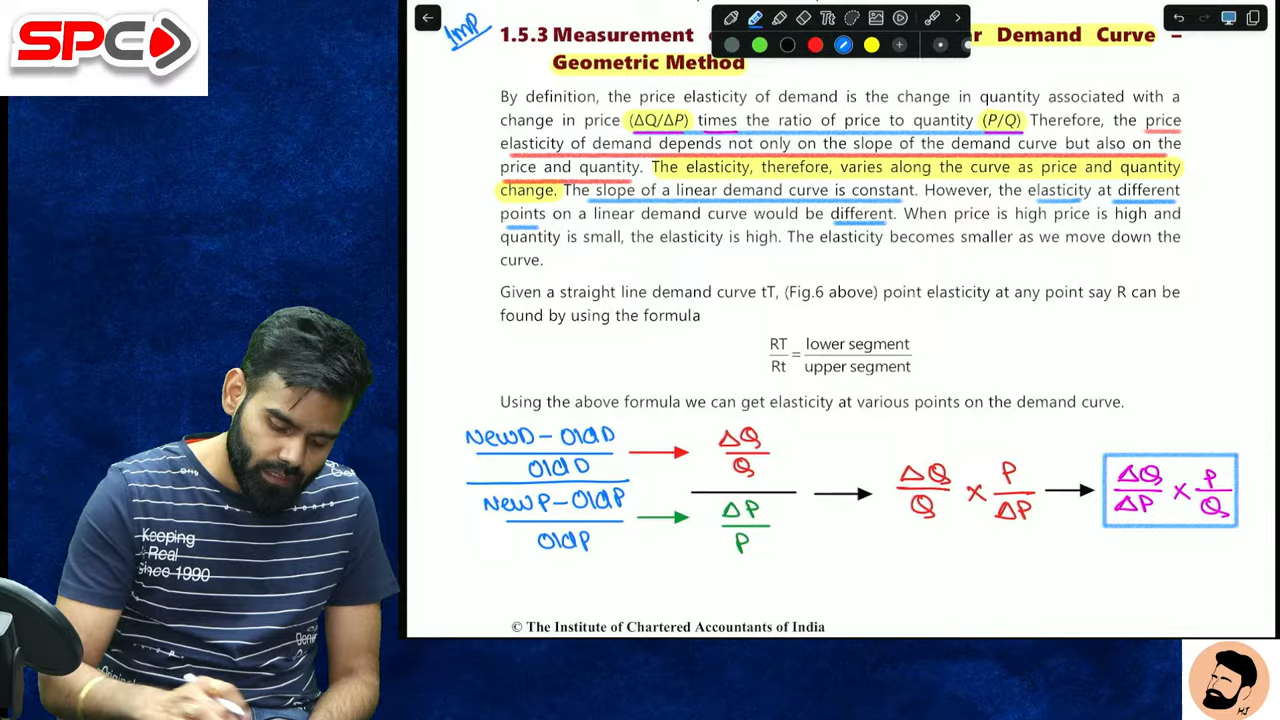 SPC
Imp
1.5.3 Measurement
ar Demand Curve –
Geometric Method
By definition, the price elasticity of demand is the change in quantity associated with a
change in price (ΔQ/ΔP) times the ratio of price to quantity (P/Q) Therefore, the price
elasticity of demand depends not only on the slope of the demand curve but also on the
price and quantity. The elasticity, therefore, varies along the curve as price and quantity
change. The slope of a linear demand curve is constant. However, the elasticity at different
points on a linear demand curve would be different. When price is high price is high and
quantity is small, the elasticity is high. The elasticity becomes smaller as we move down the
curve.
Given a straight line demand curve tT, (Fig.6 above) point elasticity at any point say R can be
found by using the formula
RT/Rt = lower segment/upper segment
Using the above formula we can get elasticity at various points on the demand curve.
NewD - OldD
OldD
NewP - OldP
OldP
ΔQ
Q
ΔP
P
ΔQ/Q × P/ΔP
ΔQ/ΔP × P/Q
© The Institute of Chartered Accountants of India
Keeping
Real
Since 1990
HJ